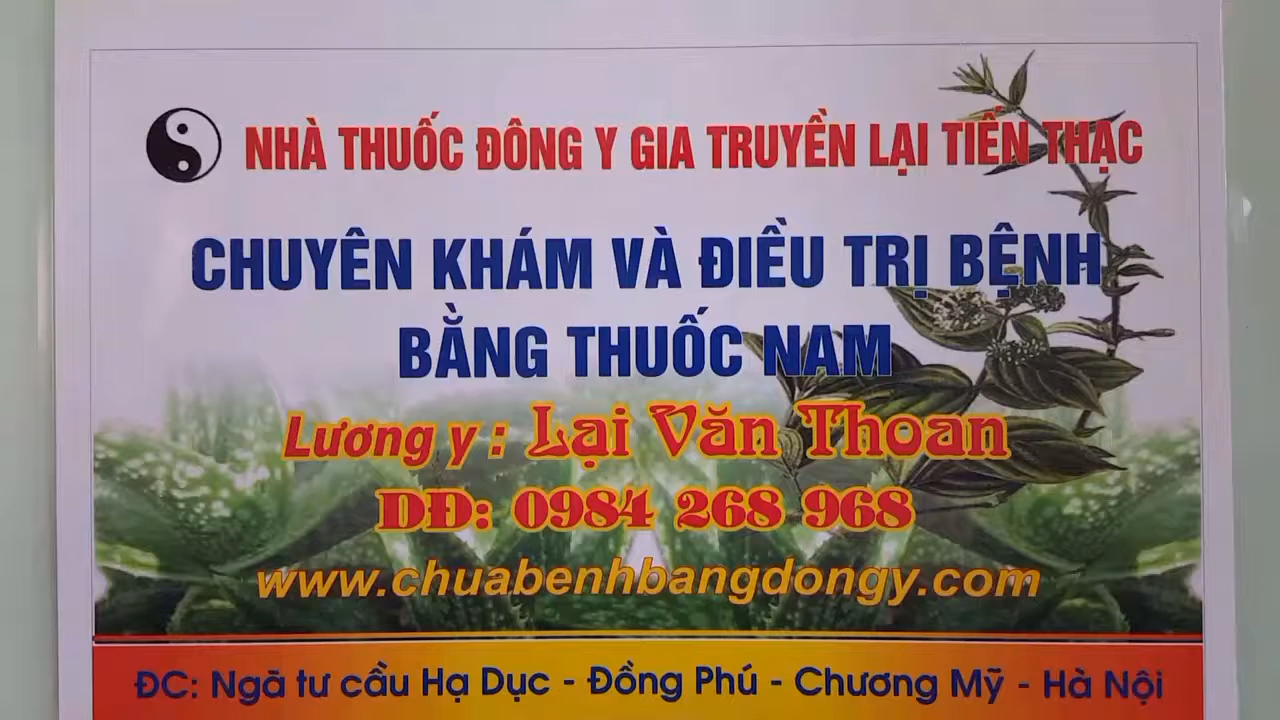 NHÀ THUỐC ĐÔNG Y GIA TRUYỀN LẠI TIẾN THẠC
CHUYÊN KHÁM VÀ ĐIỀU TRỊ BỆNH
BẰNG THUỐC NAM
Lương y : Lại Văn Thoan
DĐ: 0984 268 968
www.chuabenhbangdongy.com
ĐC: Ngã tư cầu Hạ Dục - Đồng Phú - Chương Mỹ - Hà Nội